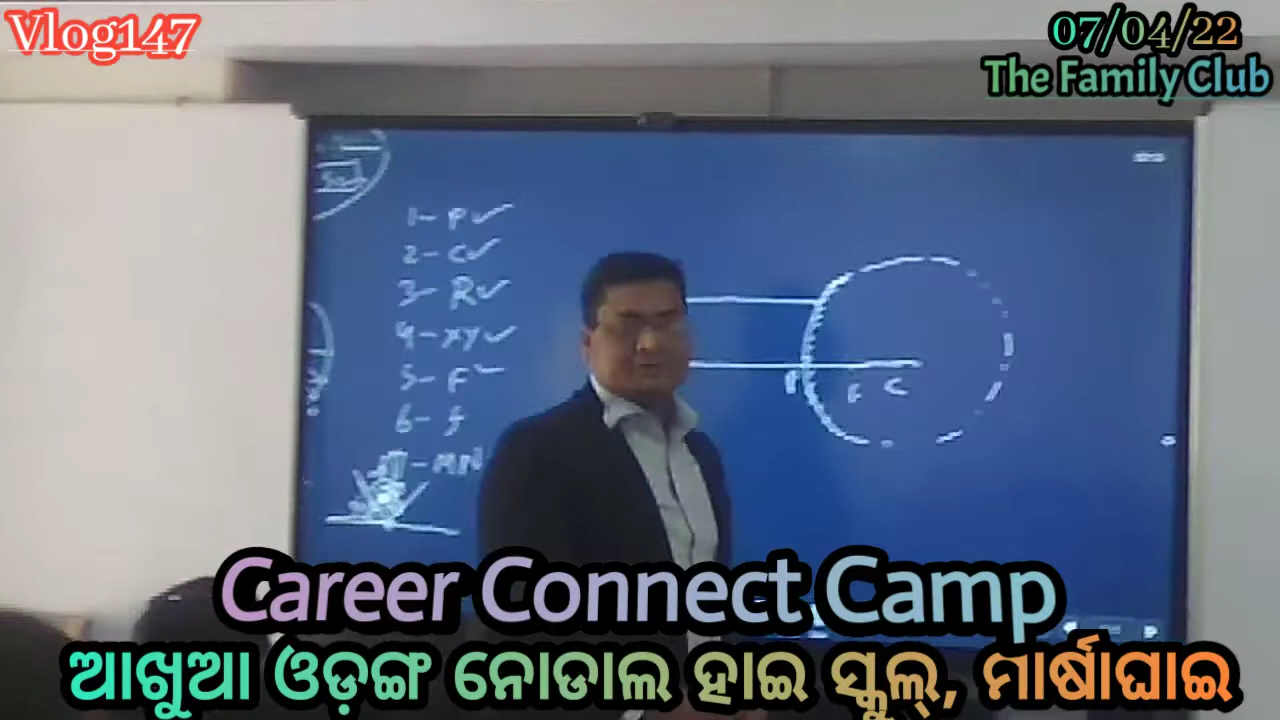 Vlog147
07/04/22
The Family Club
1- P✓
2- C✓
3- R✓
4- XY✓
5- F✓
6- f
- MN
P F C
Career Connect Camp
ଆଖୁଆ ଓଡ଼ଙ୍ଗ ନୋଡାଲ ହାଇ ସ୍କୁଲ୍, ମାର୍ଷାଘାଇ